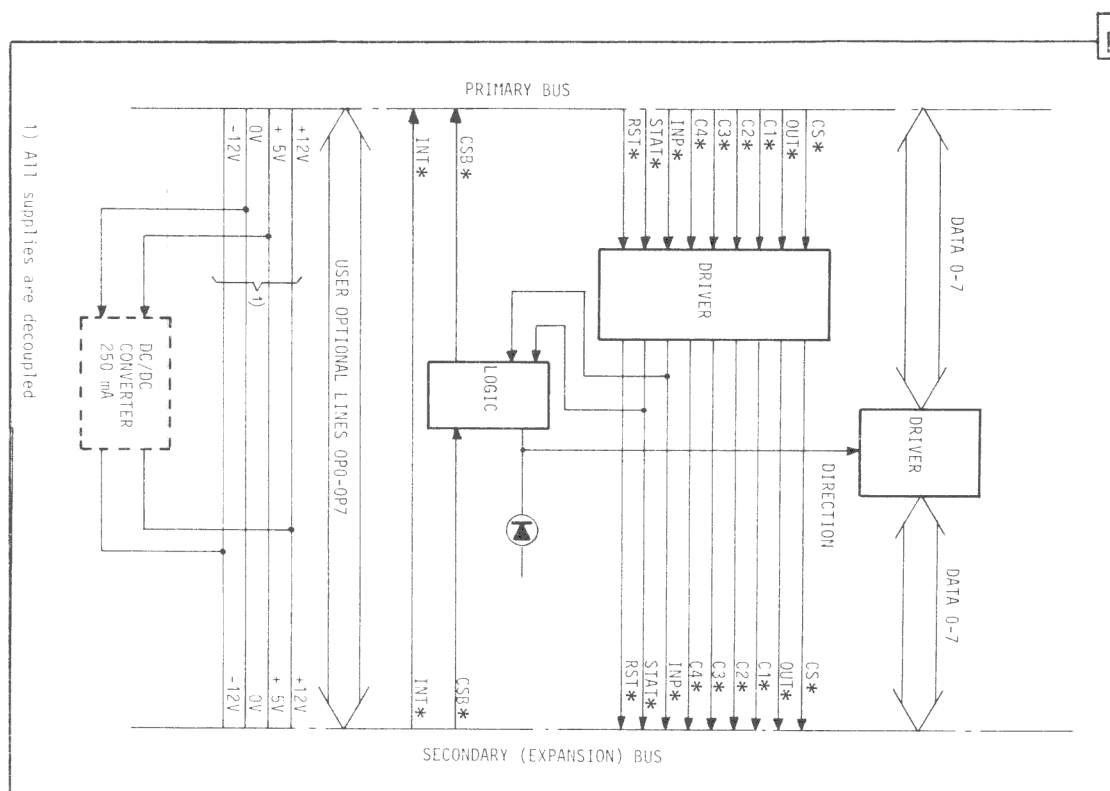 PRIMARY BUS
-12V
0V
+ 5V
+12V
INT*
CSB*
RST*
STAT*
INP*
C4*
C3*
C2*
C1*
OUT*
CS*
DATA 0-7
DRIVER
DRIVER
DIRECTION
LOGIC
USER OPTIONAL LINES OP0-OP7
1)
DC/DC
CONVERTER
250 mA
1) All supplies are decoupled
DATA 0-7
-12V
0V
+ 5V
+12V
INT*
CSB*
RST*
STAT*
INP*
C4*
C3*
C2*
C1*
OUT*
CS*
SECONDARY (EXPANSION) BUS